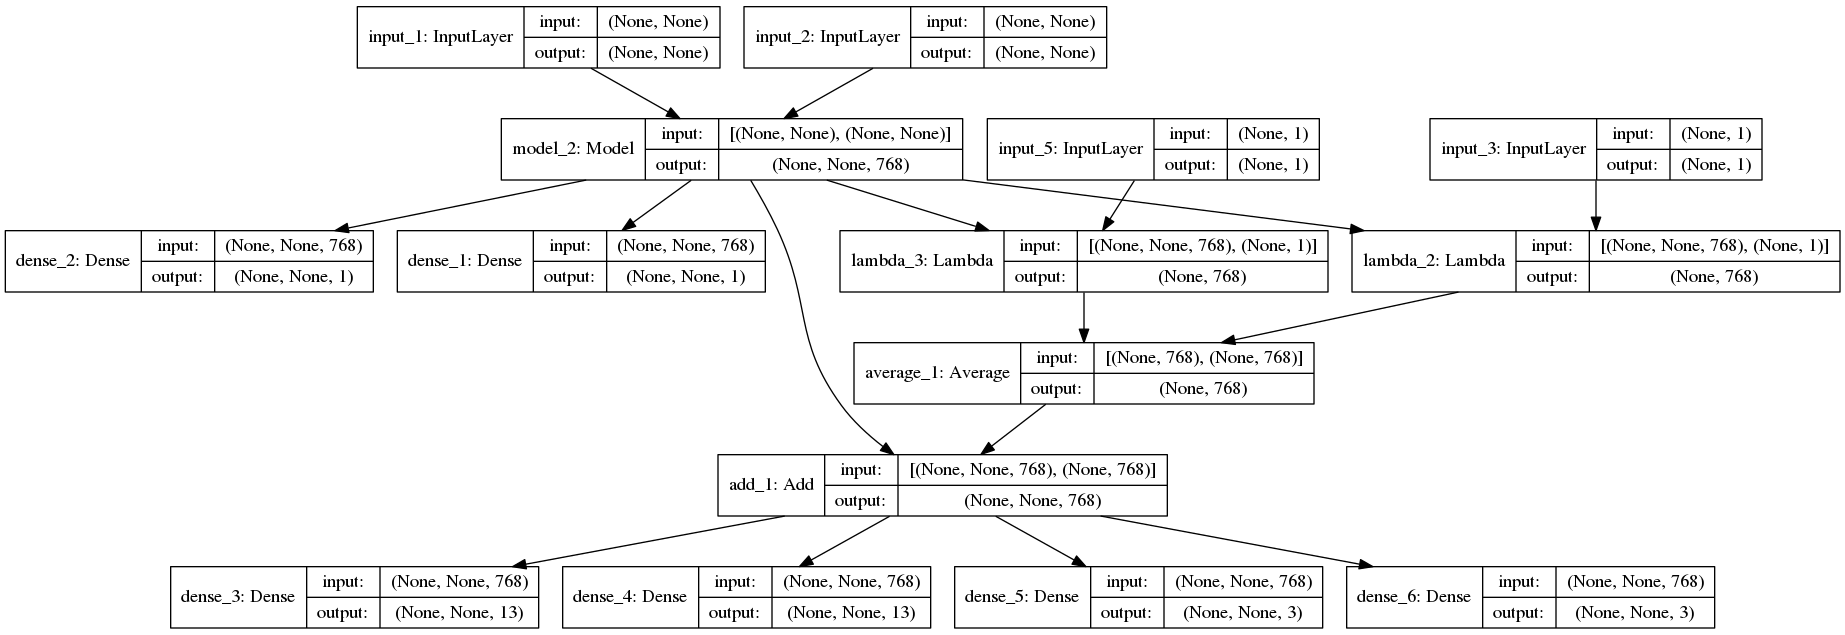 input_1: InputLayer
input: (None, None)
output: (None, None)
input_2: InputLayer
input: (None, None)
output: (None, None)
model_2: Model
input: [(None, None), (None, None)]
output: (None, None, 768)
input_5: InputLayer
input: (None, 1)
output: (None, 1)
input_3: InputLayer
input: (None, 1)
output: (None, 1)
dense_2: Dense
input: (None, None, 768)
output: (None, None, 1)
dense_1: Dense
input: (None, None, 768)
output: (None, None, 1)
lambda_3: Lambda
input: [(None, None, 768), (None, 1)]
output: (None, 768)
lambda_2: Lambda
input: [(None, None, 768), (None, 1)]
output: (None, 768)
average_1: Average
input: [(None, 768), (None, 768)]
output: (None, 768)
add_1: Add
input: [(None, None, 768), (None, 768)]
output: (None, None, 768)
dense_3: Dense
input: (None, None, 768)
output: (None, None, 13)
dense_4: Dense
input: (None, None, 768)
output: (None, None, 13)
dense_5: Dense
input: (None, None, 768)
output: (None, None, 3)
dense_6: Dense
input: (None, None, 768)
output: (None, None, 3)